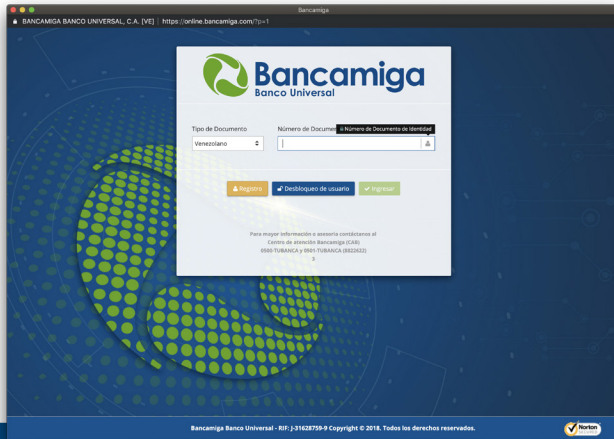 Bancamiga
BANCAMIGA BANCO UNIVERSAL, C.A. [VE] | https://online.bancamiga.com/?p=1
Bancamiga
Banco Universal
Tipo de Documento
Número de Docume
Número de Documento de Identidad
Venezolano
Registro
Desbloqueo de usuario
Ingresar
Para mayor información o asesoría contáctanos al
Centro de atención Bancamiga (CAB)
0500-TUBANCA y 0501-TUBANCA (8822622)
3
Bancamiga Banco Universal - RIF: J-31628759-9 Copyright © 2018. Todos los derechos reservados.
Norton